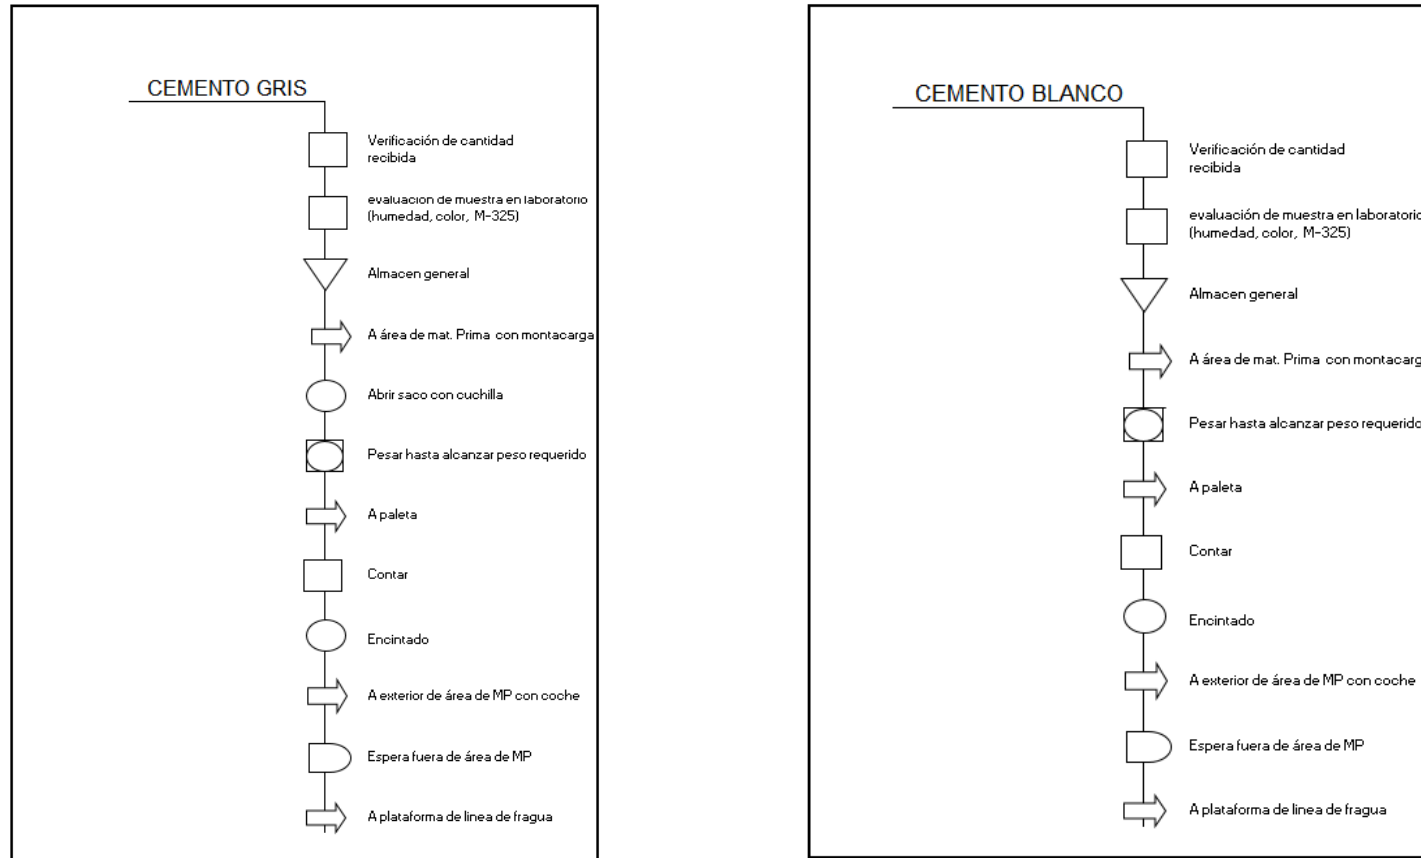 CEMENTO GRIS
Verificación de cantidad
recibida
evaluacion de muestra en laboratorio
(humedad, color, M-325)
Almacen general
A área de mat. Prima con montacarga
Abrir saco con cuchilla
Pesar hasta alcanzar peso requerido
A paleta
Contar
Encintado
A exterior de área de MP con coche
Espera fuera de área de MP
A plataforma de linea de fragua
CEMENTO BLANCO
Verificación de cantidad
recibida
evaluación de muestra en laboratorio
(humedad, color, M-325)
Almacen general
A área de mat. Prima con montacarg
Pesar hasta alcanzar peso requerido
A paleta
Contar
Encintado
A exterior de área de MP con coche
Espera fuera de área de MP
A plataforma de linea de fragua